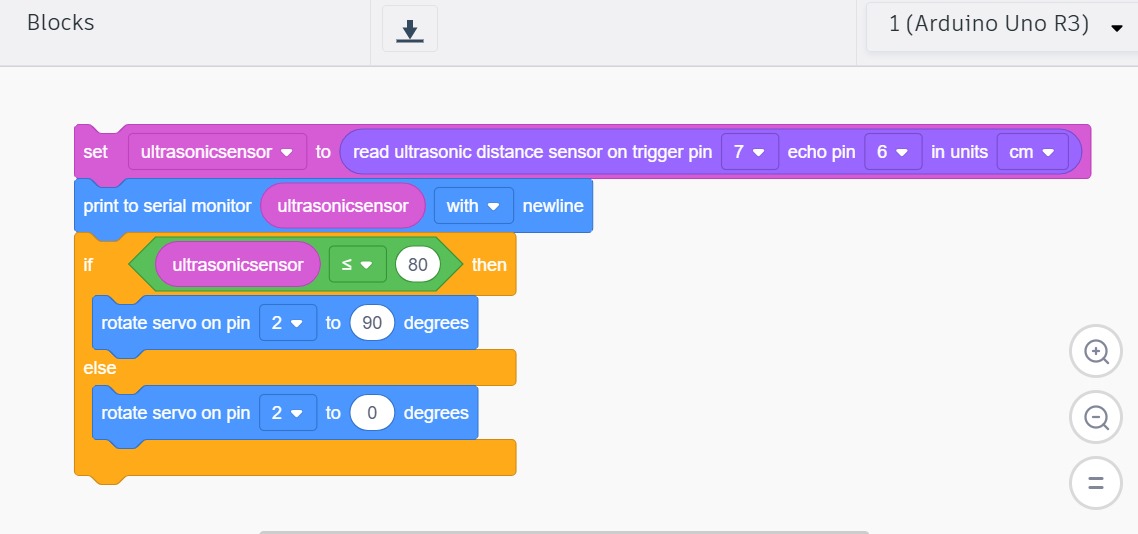 Blocks
1 (Arduino Uno R3)
set ultrasonicsensor to read ultrasonic distance sensor on trigger pin 7 echo pin 6 in units cm
print to serial monitor ultrasonicsensor with newline
if ultrasonicsensor ≤ 80 then
rotate servo on pin 2 to 90 degrees
else
rotate servo on pin 2 to 0 degrees